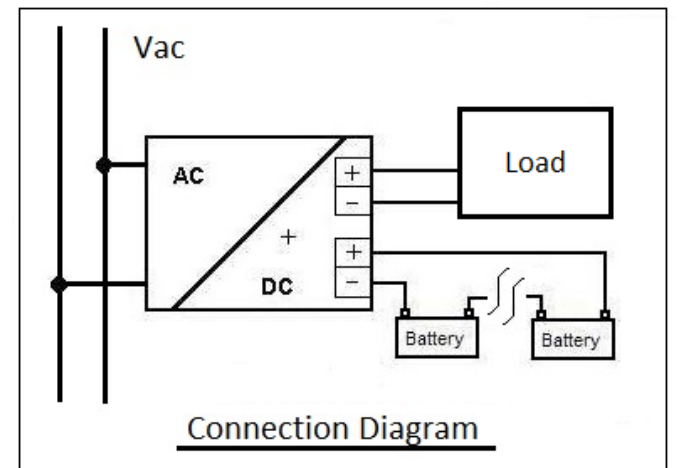 Vac
AC
+
Load
−
+
+
DC
−
Battery
Battery
Connection Diagram